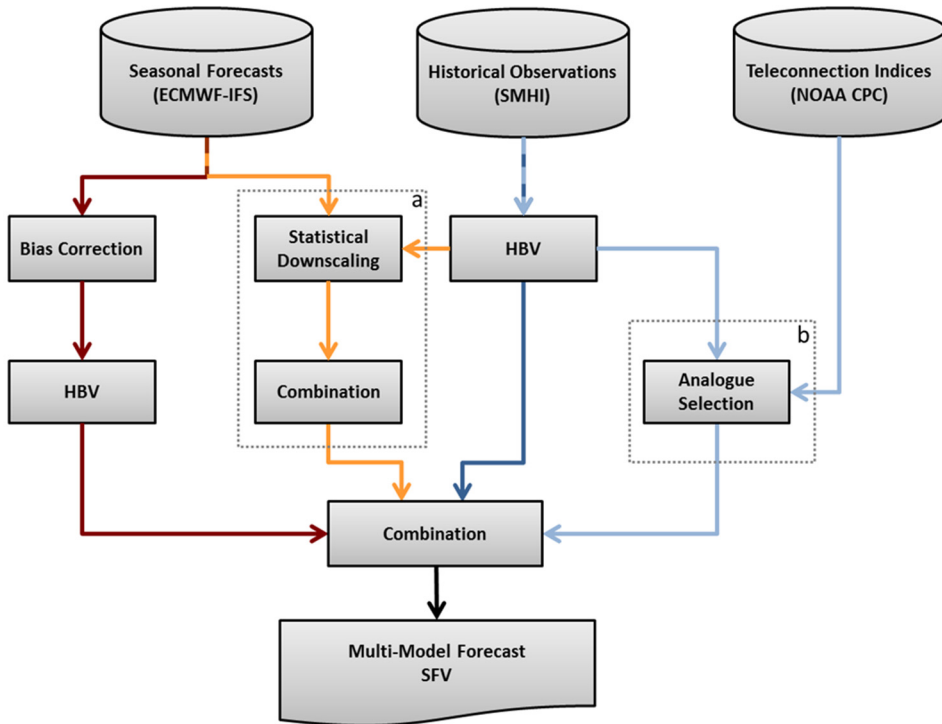 Seasonal Forecasts
(ECMWF-IFS)
Historical Observations
(SMHI)
Teleconnection Indices
(NOAA CPC)
a
Bias Correction
Statistical
Downscaling
HBV
b
HBV
Combination
Analogue
Selection
Combination
Multi-Model Forecast
SFV